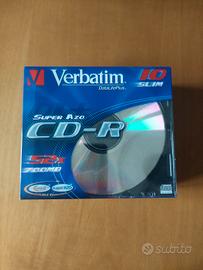 Verbatim
DataLifePlus
10
SLIM
SUPER AZO
CD-R
52x
700MB
subito